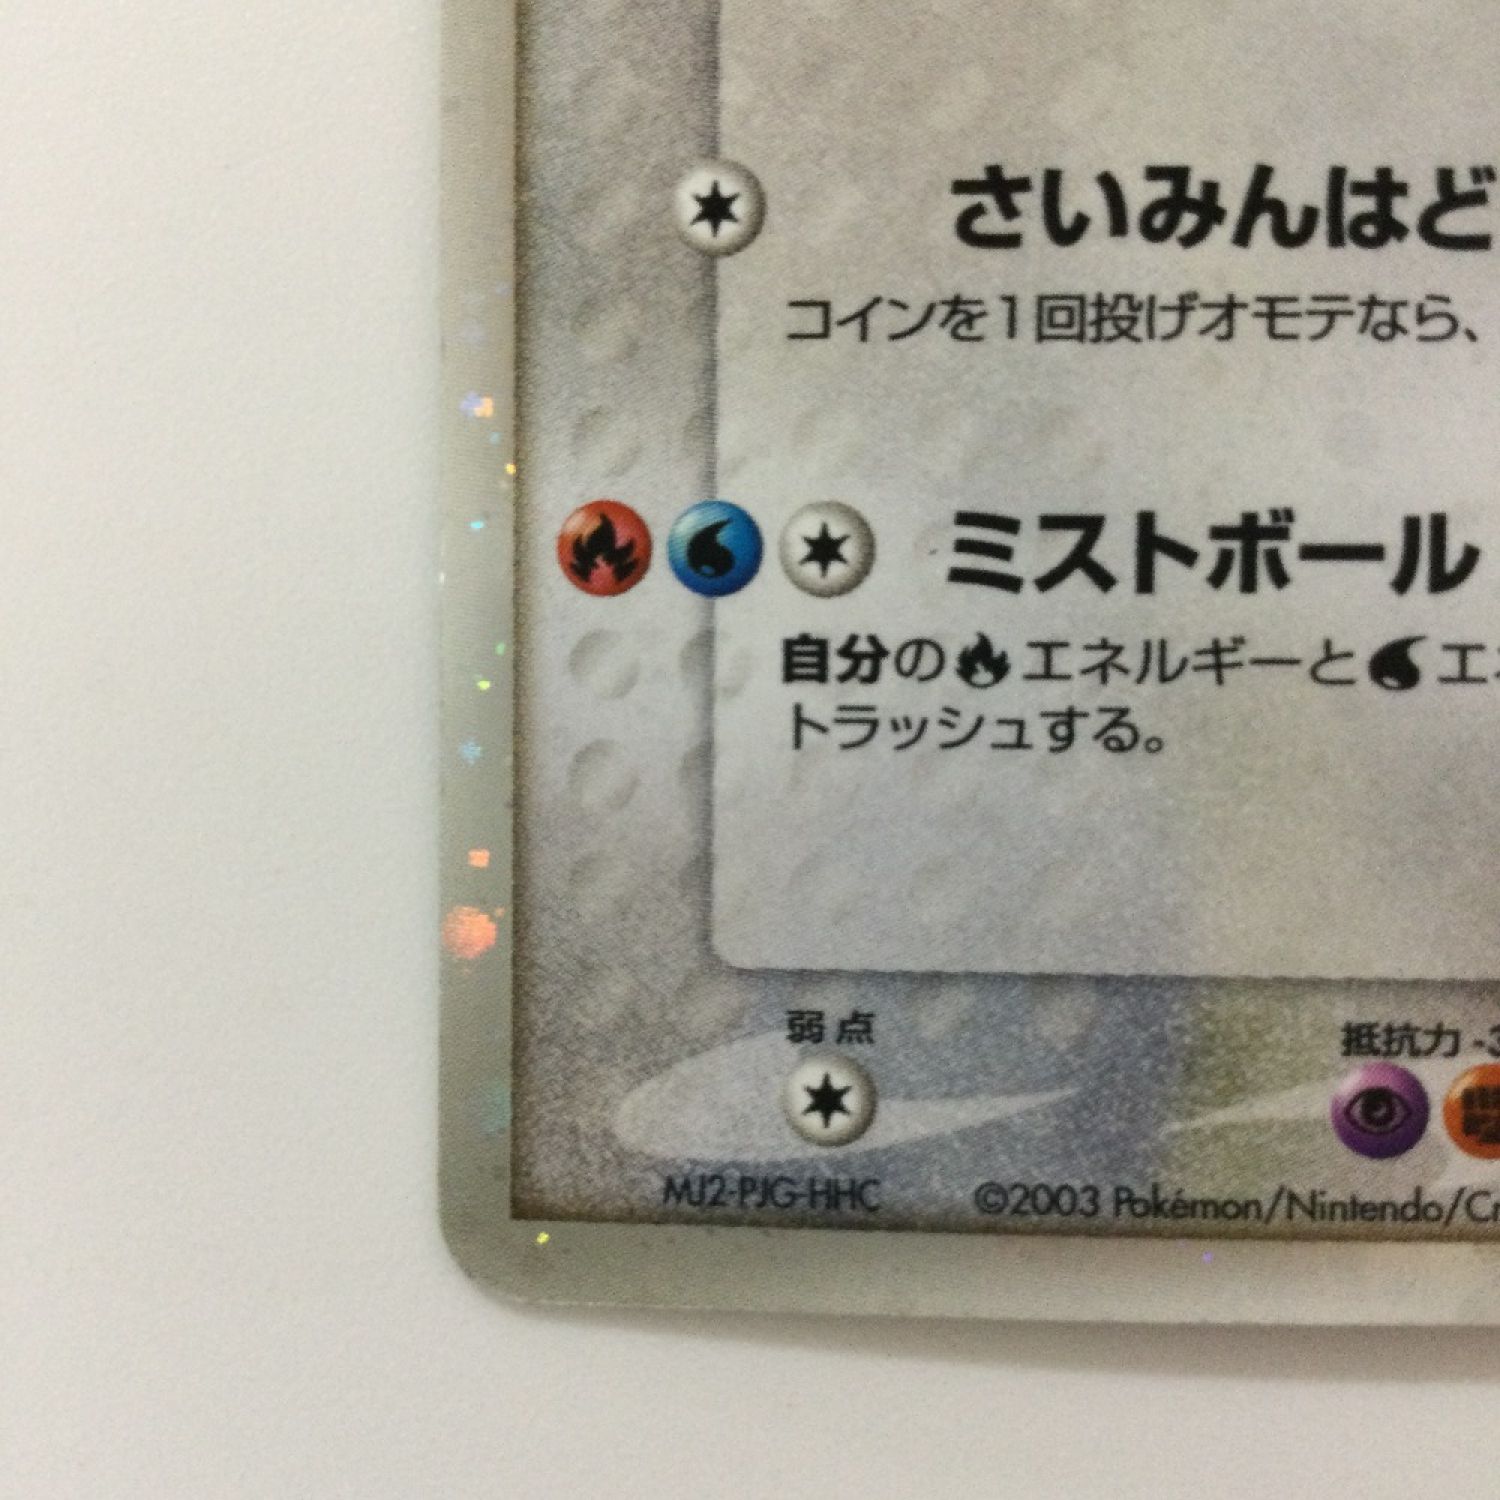 さいみんはど
コインを1回投げオモテなら、
ミストボール
自分のエネルギーとエネ
トラッシュする。
弱点
抵抗力 -3
MJ2-PJG-HHC
©2003 Pokémon/Nintendo/Cr